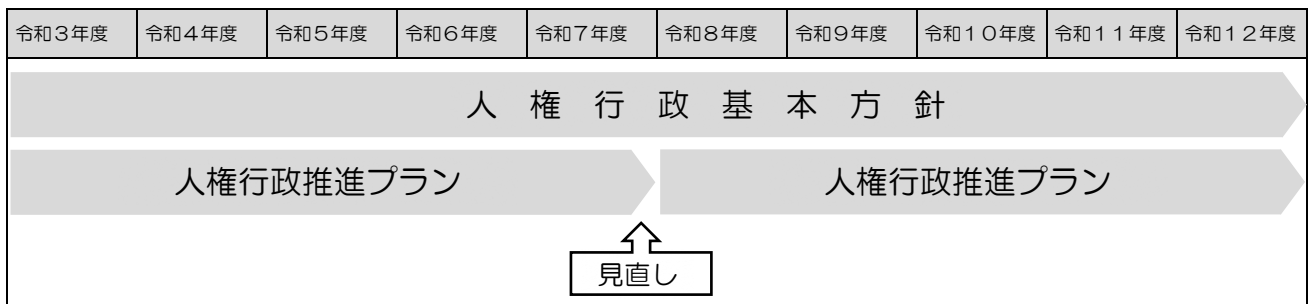 令和３年度 令和４年度 令和５年度 令和６年度 令和７年度 令和８年度 令和９年度 令和１０年度 令和１１年度 令和１２年度
人権行政基本方針
人権行政推進プラン 人権行政推進プラン
見直し